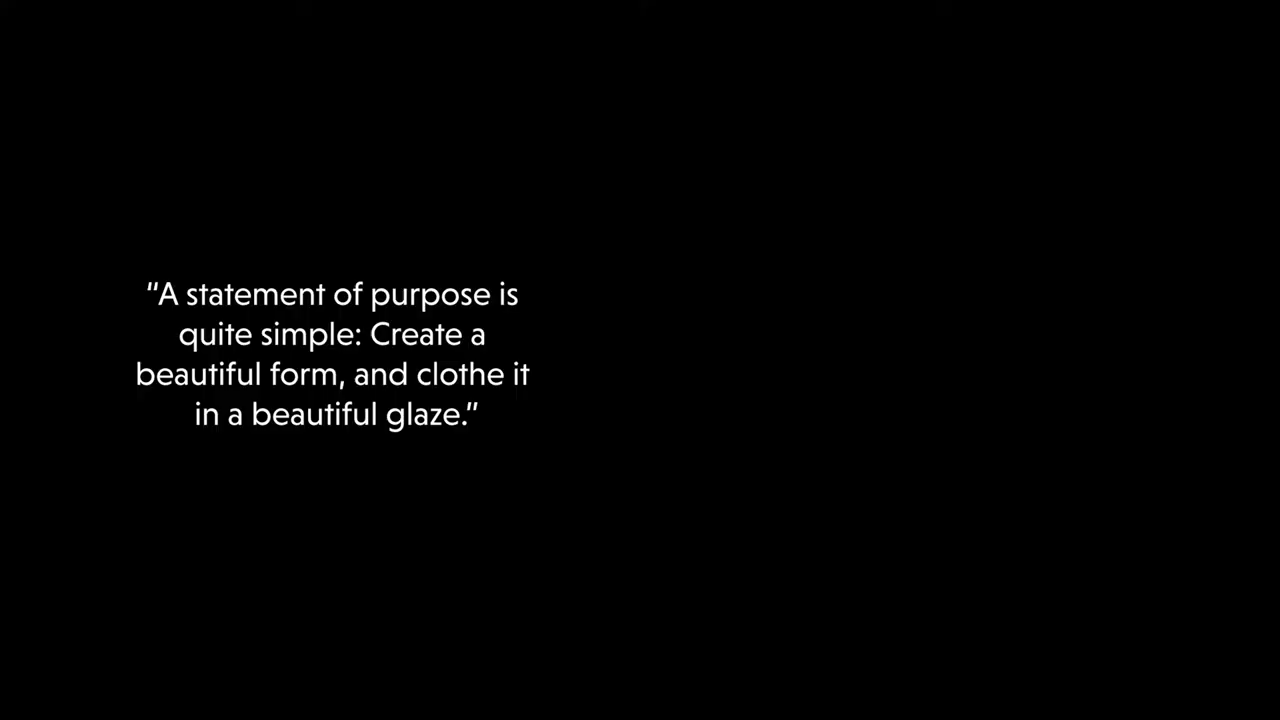 “A statement of purpose is
quite simple: Create a
beautiful form, and clothe it
in a beautiful glaze.”